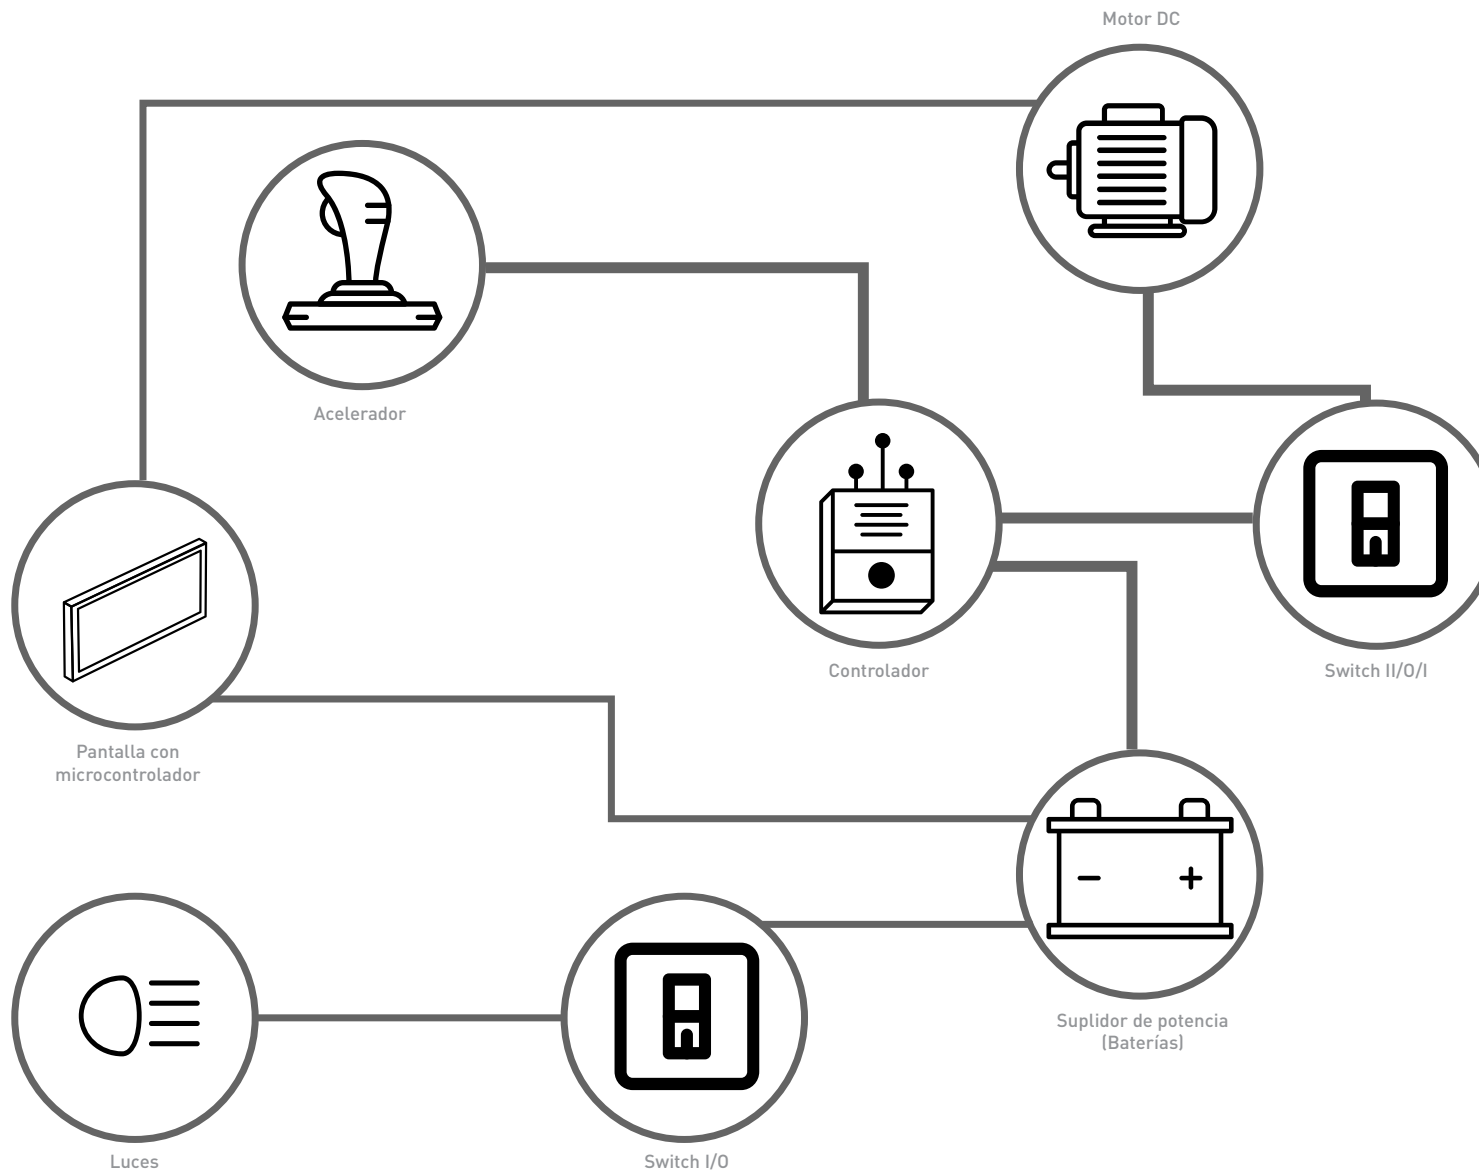 Motor DC
Acelerador
Controlador
Switch II/O/I
Pantalla con
microcontrolador
Suplidor de potencia
(Baterías)
Luces
Switch I/O